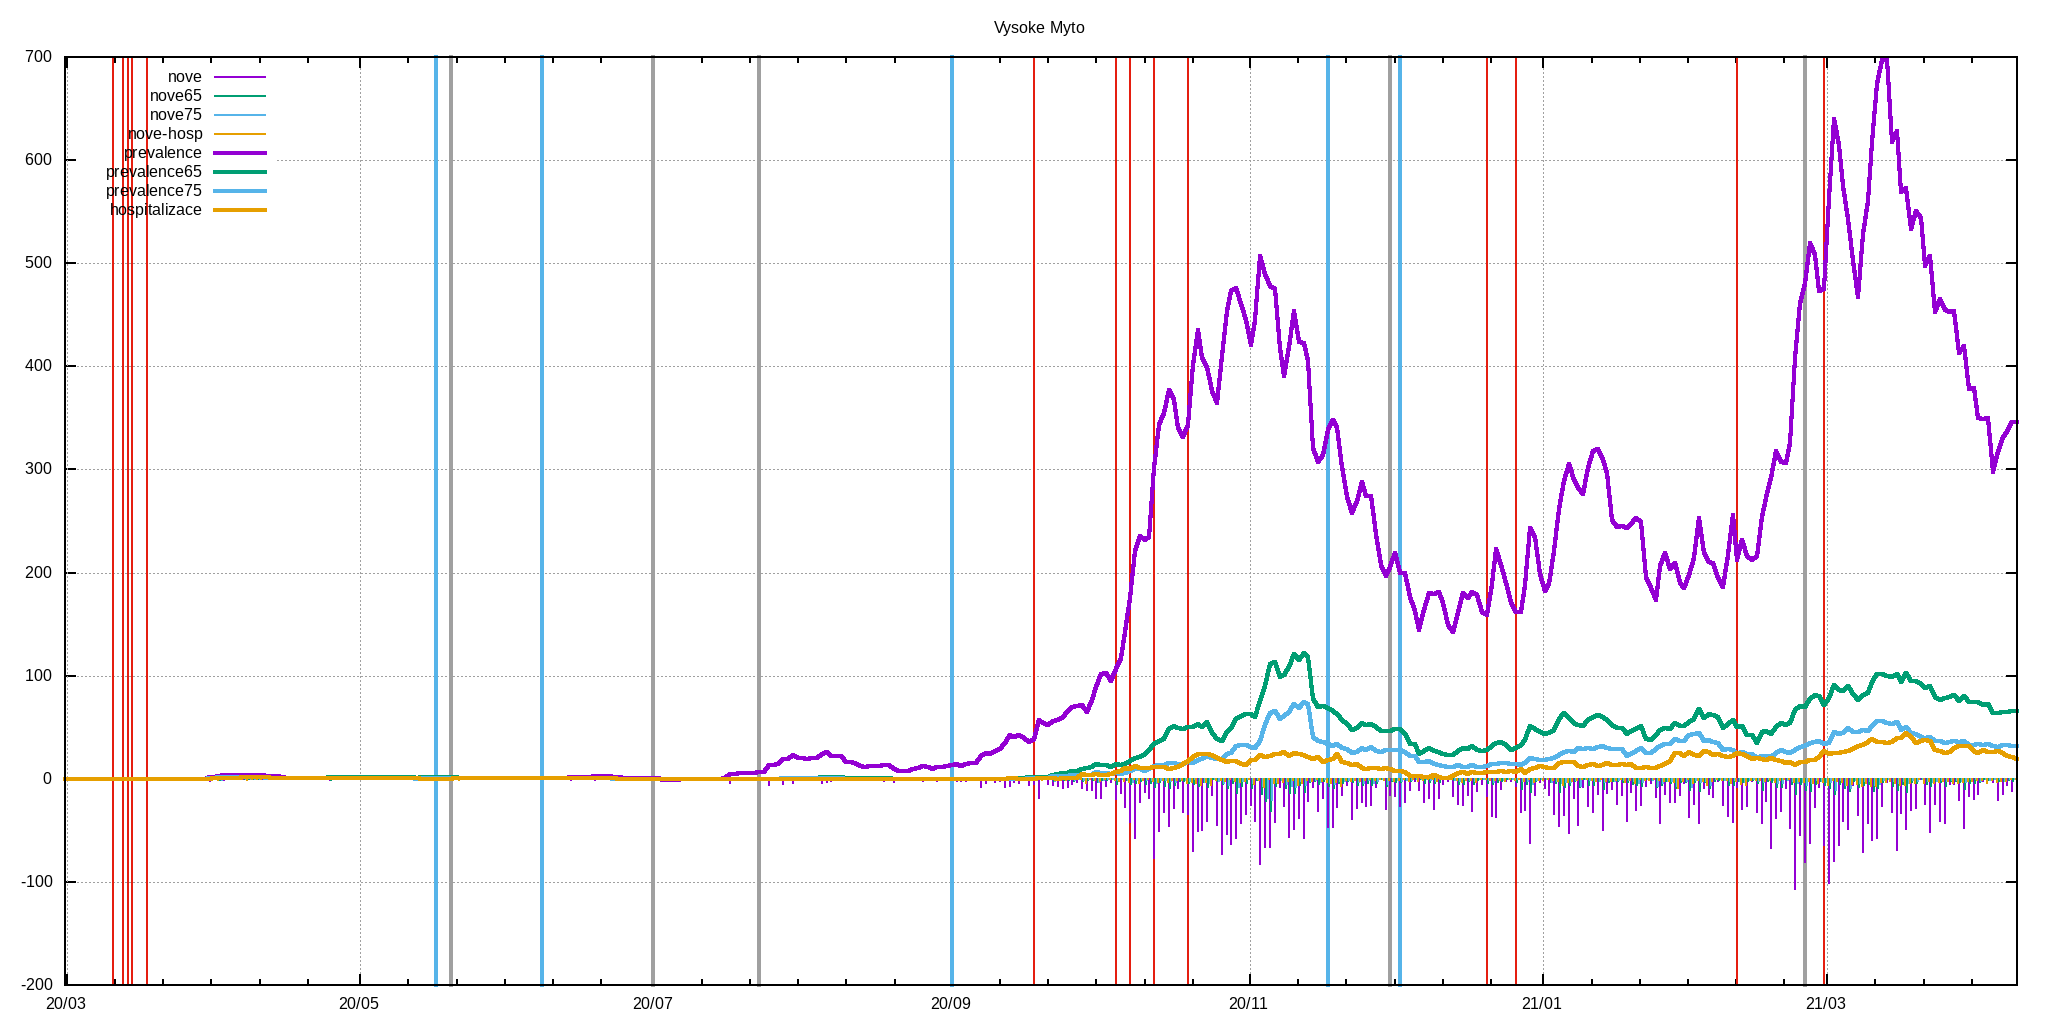 Vysoke Myto
700
600
500
400
300
200
100
0
-100
-200
nove
nove65
nove75
nove-hosp
prevalence
prevalence65
prevalence75
hospitalizace
20/03 20/05 20/07 20/09 20/11 21/01 21/03